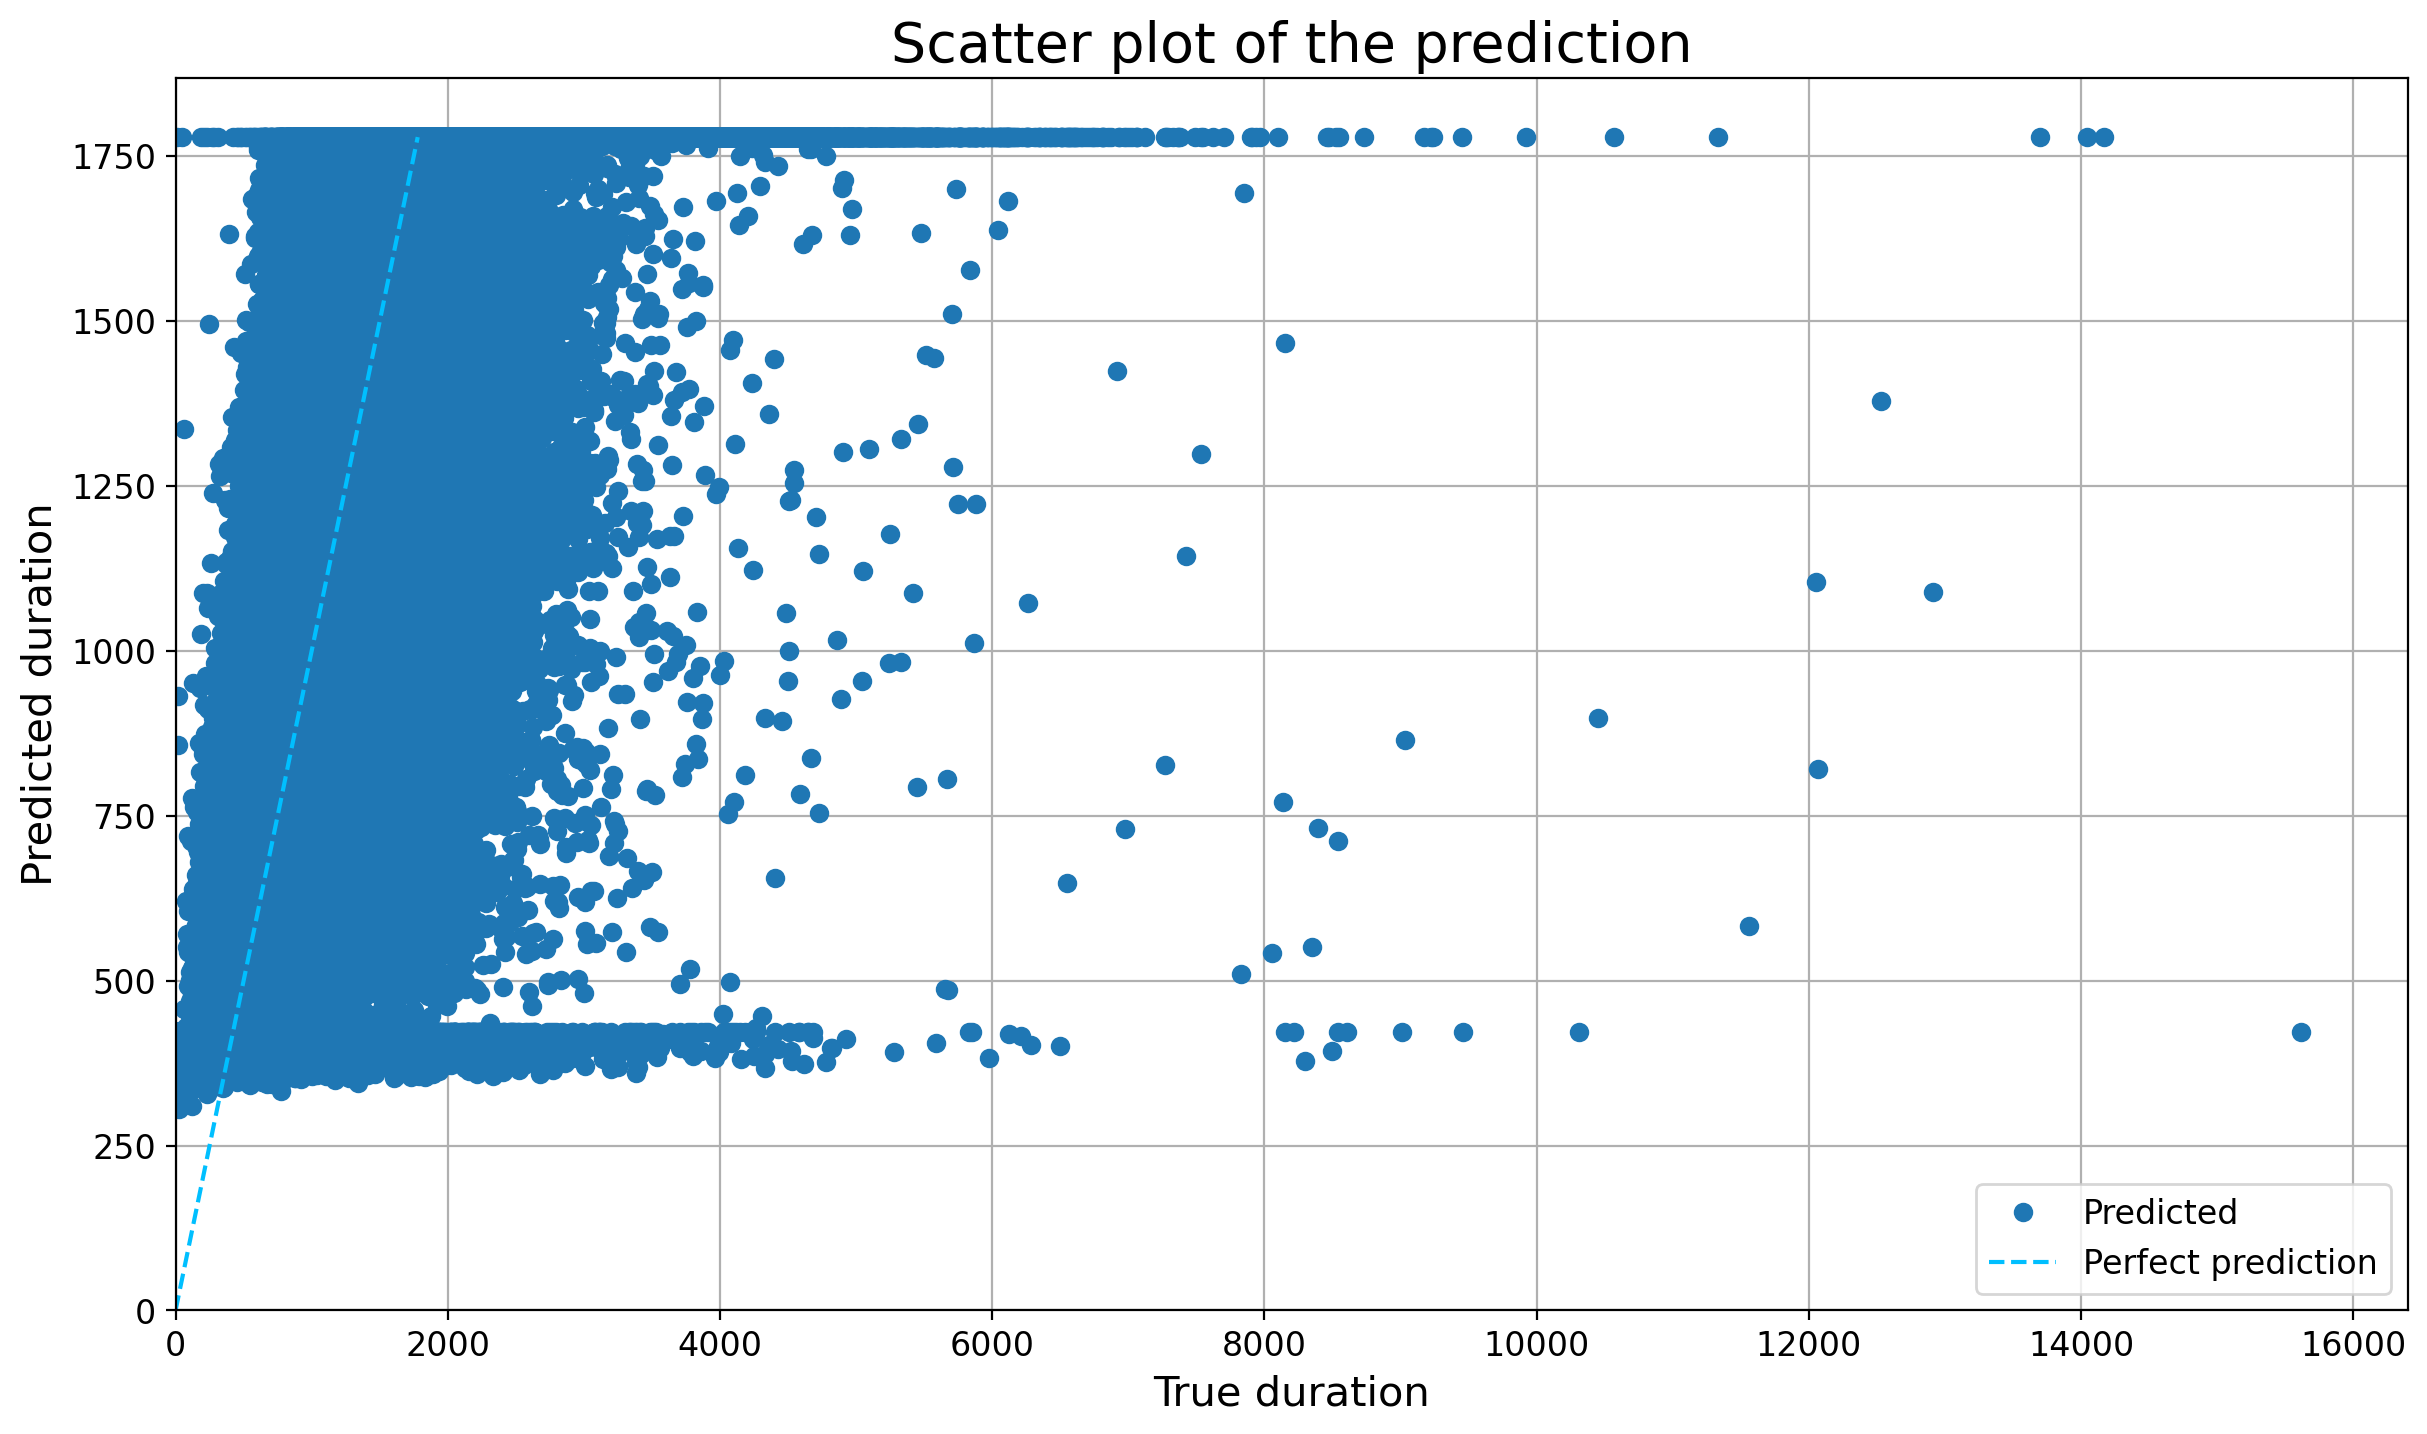 Scatter plot of the prediction
Predicted duration
1750
1500
1250
1000
750
500
250
0
0 2000 4000 6000 8000 10000 12000 14000 16000
True duration
Predicted
Perfect prediction